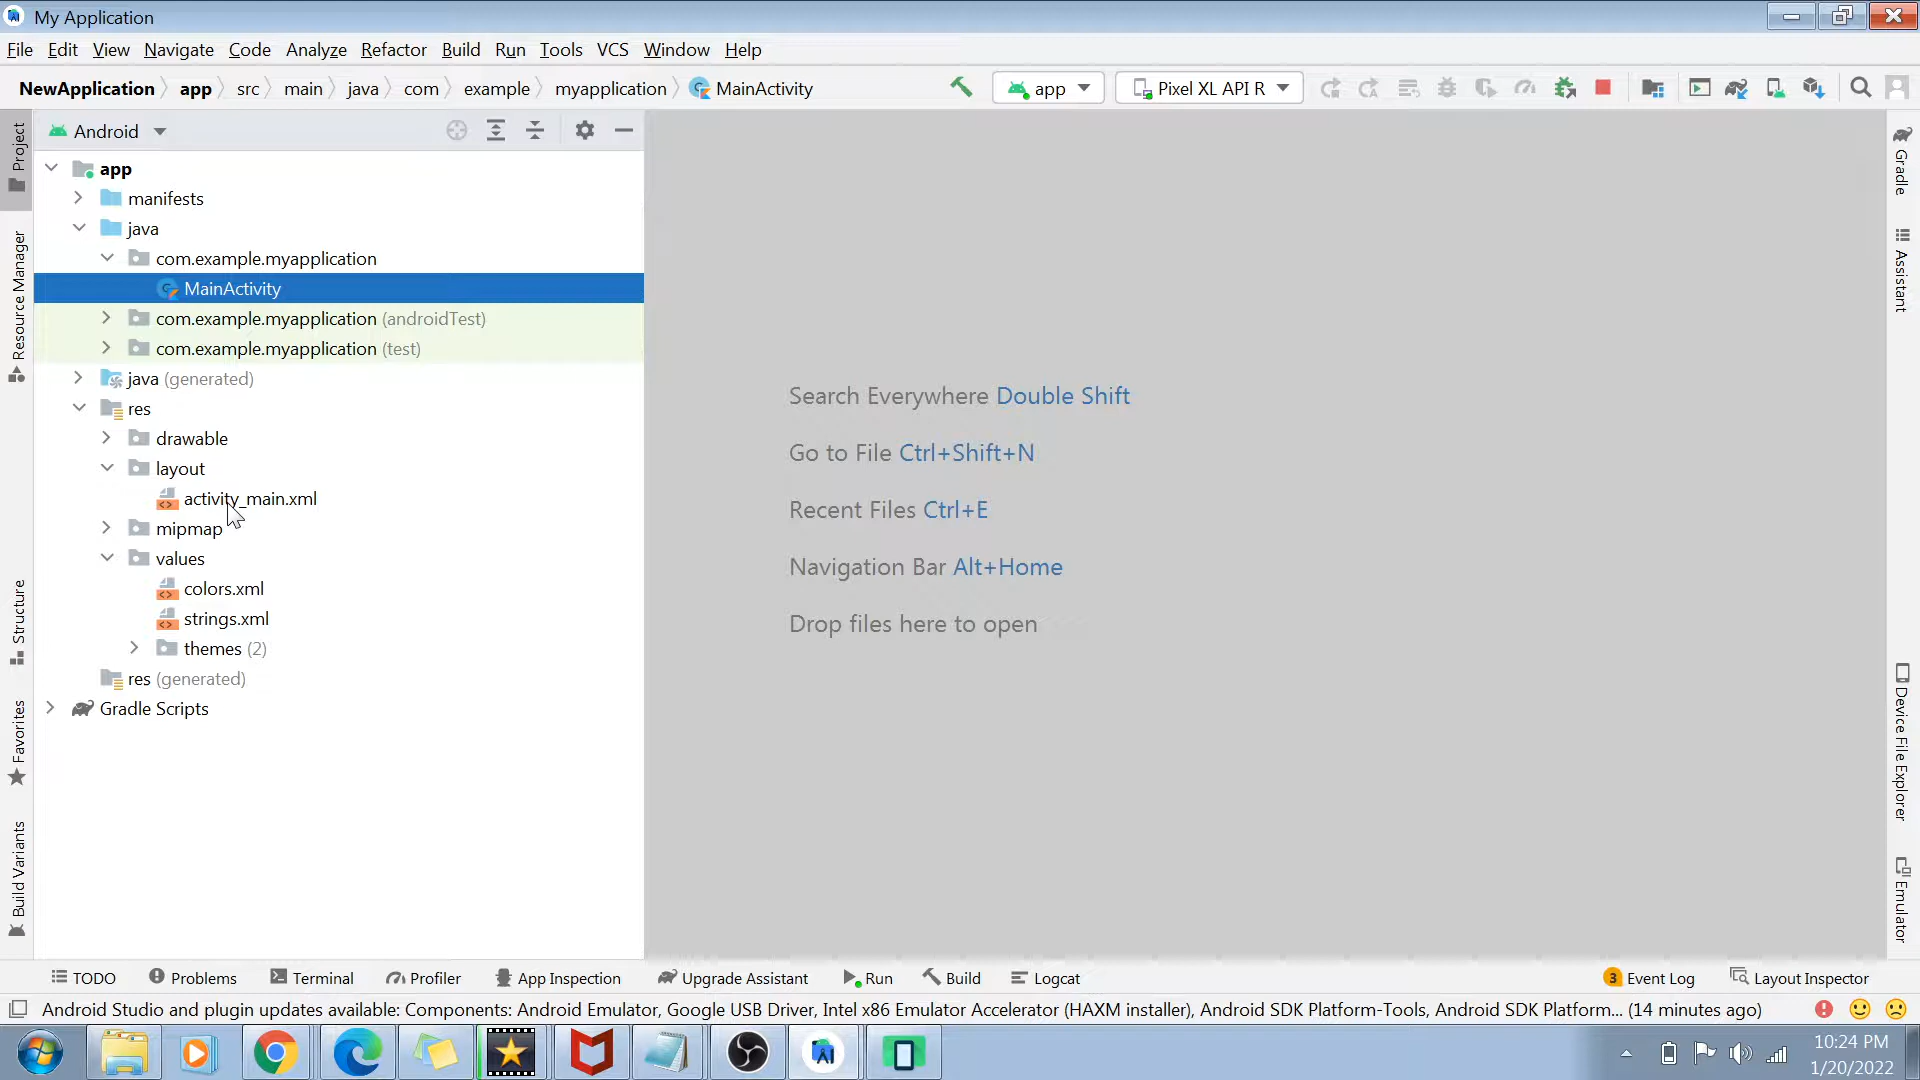 My Application
File Edit View Navigate Code Analyze Refactor Build Run Tools VCS Window Help
NewApplication app src main java com example myapplication MainActivity app Pixel XL API R
Android
app
manifests
java
com.example.myapplication
MainActivity
com.example.myapplication (androidTest)
com.example.myapplication (test)
java (generated)
res
drawable
layout
activity_main.xml
mipmap
values
colors.xml
strings.xml
themes (2)
res (generated)
Gradle Scripts
Project
Resource Manager
Structure
Favorites
Build Variants
Search Everywhere Double Shift
Go to File Ctrl+Shift+N
Recent Files Ctrl+E
Navigation Bar Alt+Home
Drop files here to open
Gradle
Assistant
Device File Explorer
Emulator
TODO Problems Terminal Profiler App Inspection Upgrade Assistant Run Build Logcat 3 Event Log Layout Inspector
Android Studio and plugin updates available: Components: Android Emulator, Google USB Driver, Intel x86 Emulator Accelerator (HAXM installer), Android SDK Platform-Tools, Android SDK Platform... (14 minutes ago)
10:24 PM
1/20/2022